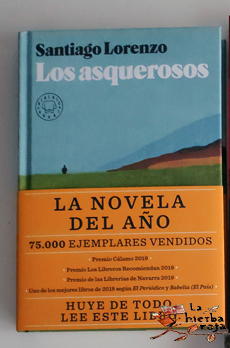 Santiago Lorenzo
Los asquerosos
LA NOVELA
DEL AÑO
75.000 EJEMPLARES VENDIDOS
Premio Cálamo 2019
Premio Los Libreros Recomiendan 2019
Premio de las Librerías de Navarra 2019
Uno de los mejores libros de 2018 según El Periódico y Babelia (El País)
HUYE DE TODO
LEE ESTE LIB
La
hierba
roja